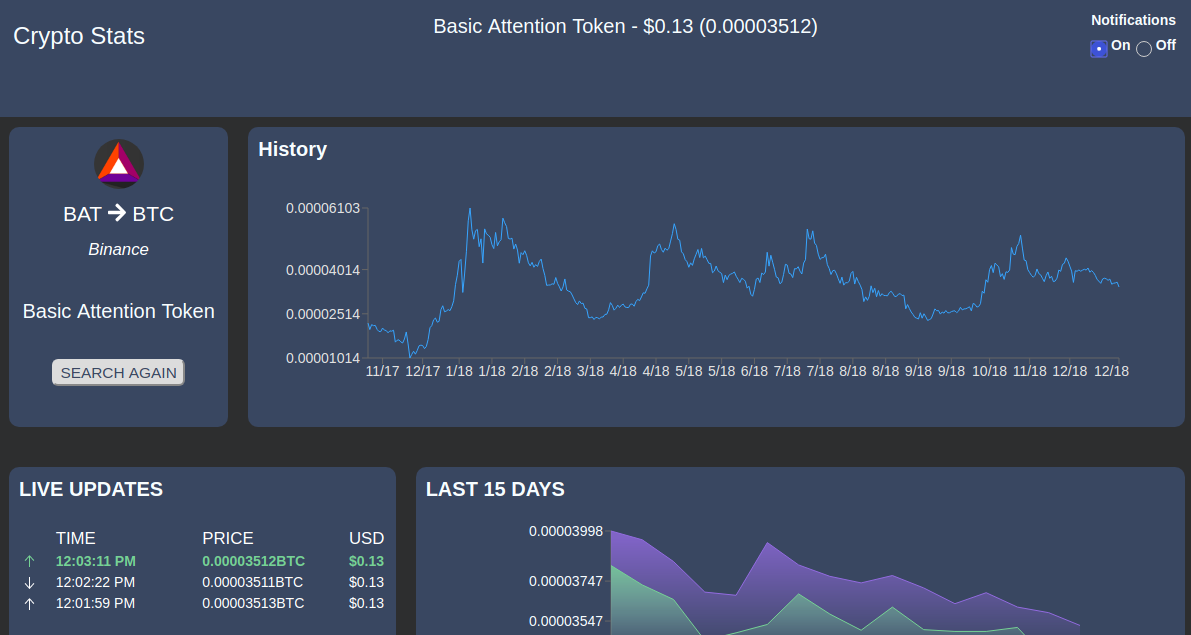 Crypto Stats
Basic Attention Token - $0.13 (0.00003512)
Notifications
On Off
BAT → BTC
Binance
Basic Attention Token
SEARCH AGAIN
History
0.00006103
0.00004014
0.00002514
0.00001014
11/17 12/17 1/18 1/18 2/18 2/18 3/18 4/18 4/18 5/18 5/18 6/18 7/18 7/18 8/18 8/18 9/18 9/18 10/18 11/18 12/18 12/18
LIVE UPDATES
TIME PRICE USD
↑ 12:03:11 PM 0.00003512BTC $0.13
↓ 12:02:22 PM 0.00003511BTC $0.13
↑ 12:01:59 PM 0.00003513BTC $0.13
LAST 15 DAYS
0.00003998
0.00003747
0.00003547